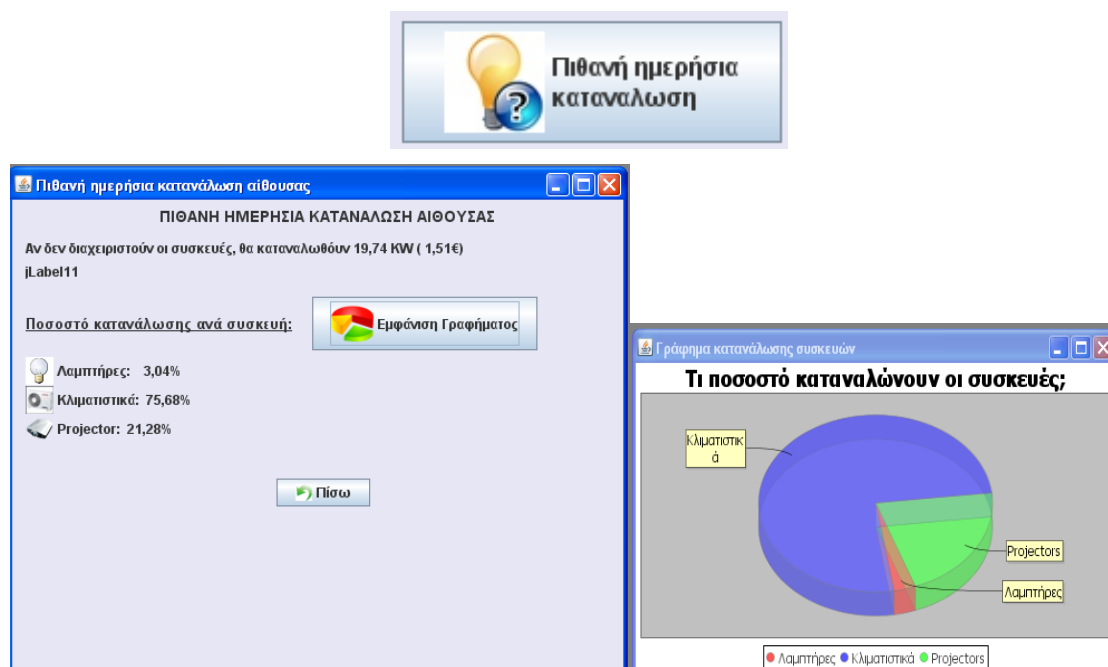 Πιθανή ημερήσια
καταναλωση
Πιθανή ημερήσια κατανάλωση αίθουσας
ΠΙΘΑΝΗ ΗΜΕΡΗΣΙΑ ΚΑΤΑΝΑΛΩΣΗ ΑΙΘΟΥΣΑΣ
Αν δεν διαχειριστούν οι συσκευές, θα καταναλωθούν 19,74 KW ( 1,51€)
jLabel11
Ποσοστό κατανάλωσης ανά συσκευή:
Εμφάνιση Γραφήματος
Λαμπτήρες: 3,04%
Κλιματιστικά: 75,68%
Projector: 21,28%
Πίσω
Γράφημα κατανάλωσης συσκευών
Τι ποσοστό καταναλώνουν οι συσκευές;
Κλιματιστικ
ά
Projectors
Λαμπτήρες
Λαμπτήρες Κλιματιστικά Projectors